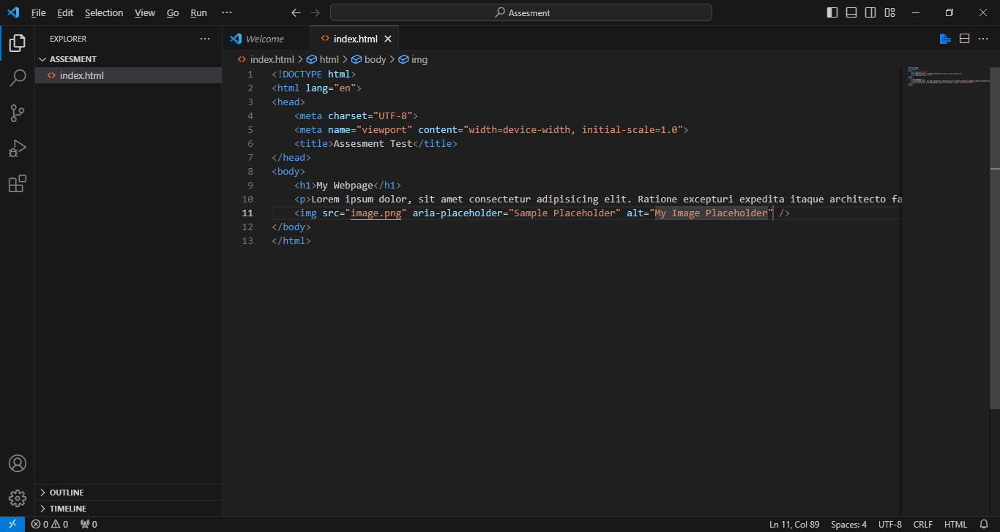 File Edit Selection View Go Run ...
Assesment
EXPLORER ...
ASSESMENT
index.html
OUTLINE
TIMELINE
Welcome
index.html
index.html > html > body > img
1 <!DOCTYPE html>
2 <html lang="en">
3 <head>
4 <meta charset="UTF-8">
5 <meta name="viewport" content="width=device-width, initial-scale=1.0">
6 <title>Assesment Test</title>
7 </head>
8 <body>
9 <h1>My Webpage</h1>
10 <p>Lorem ipsum dolor, sit amet consectetur adipisicing elit. Ratione excepturi expedita itaque architecto fa
11 <img src="image.png" aria-placeholder="Sample Placeholder" alt="My Image Placeholder" />
12 </body>
13 </html>
0 0 0 Ln 11, Col 89 Spaces: 4 UTF-8 CRLF HTML